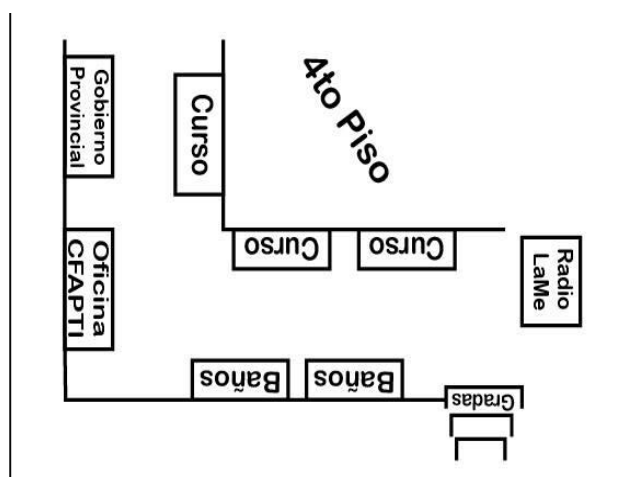 4to Piso
Gobierno
Provincial
Curso
Oficina
CFAPTI
Curso
Curso
Radio
LaMe
Baños
Baños
Gradas